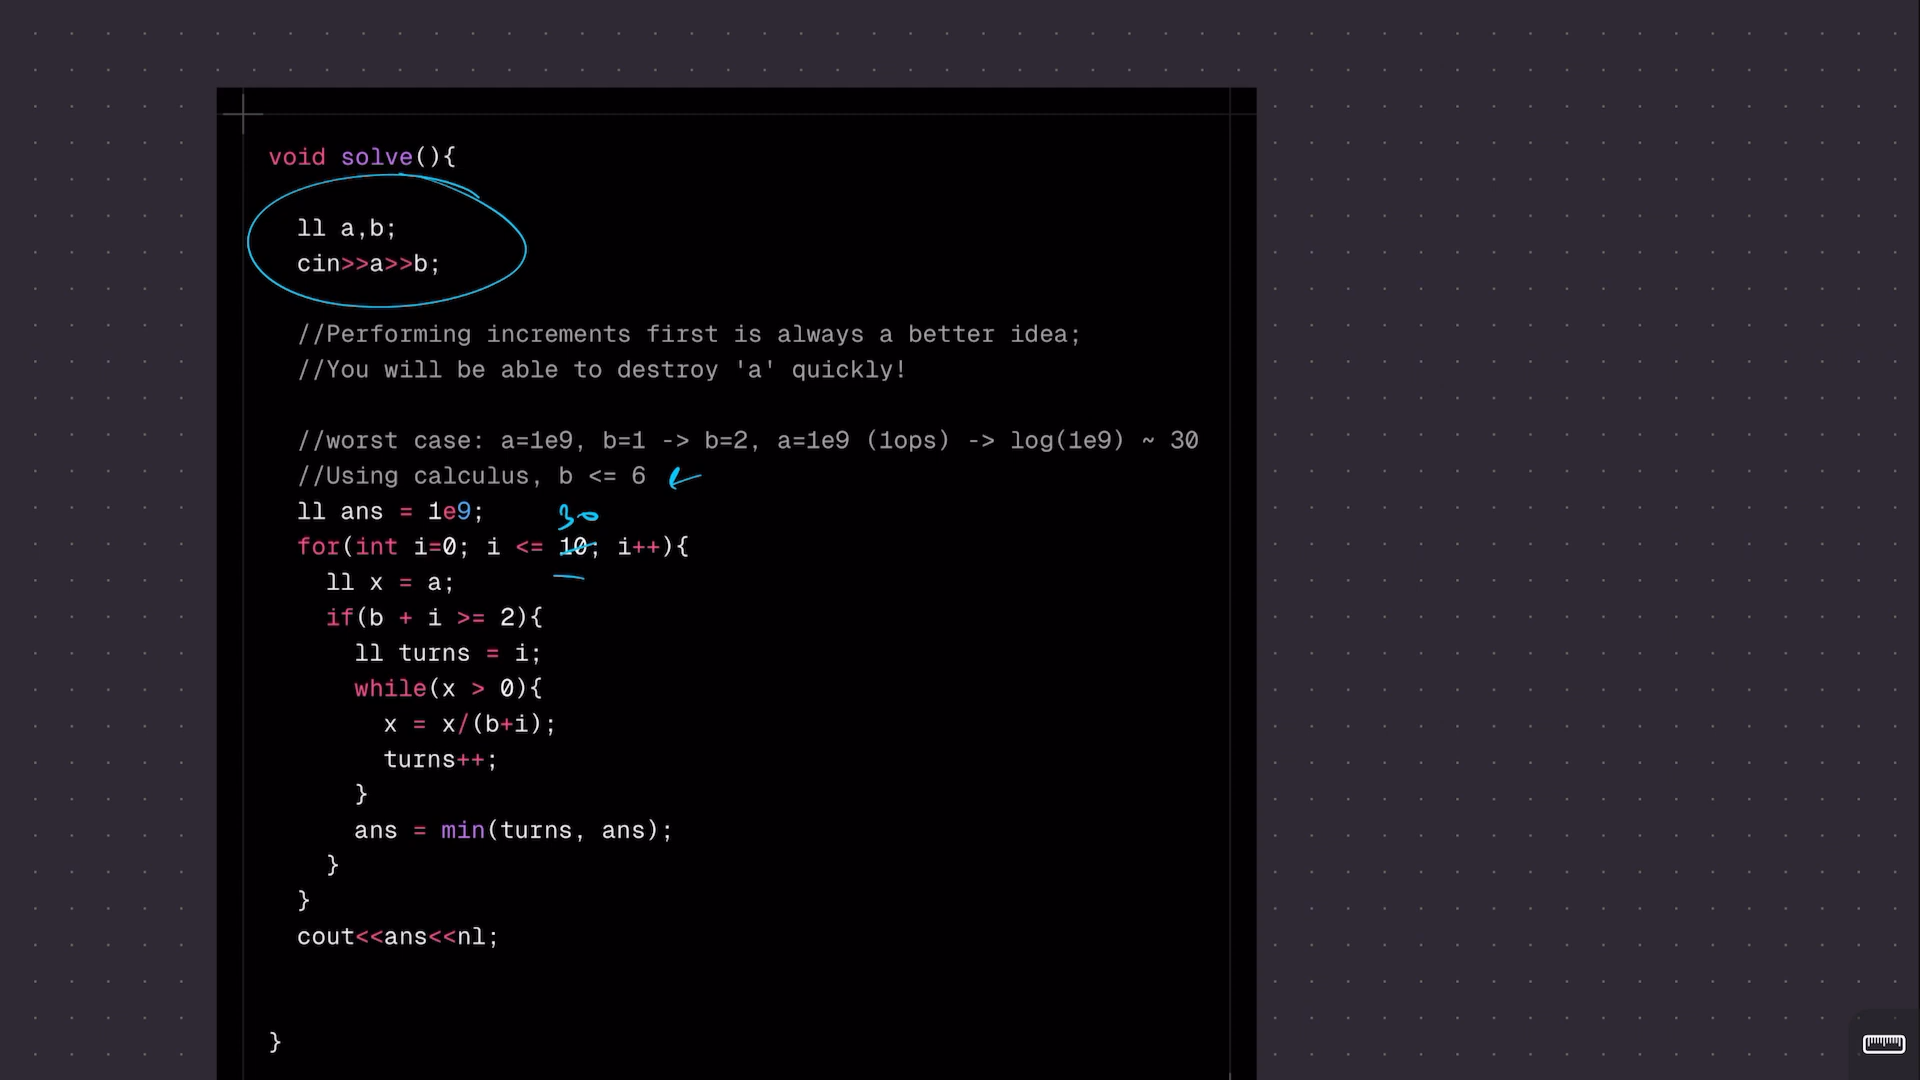 void solve(){
ll a,b;
cin>>a>>b;
//Performing increments first is always a better idea;
//You will be able to destroy 'a' quickly!
//worst case: a=1e9, b=1 -> b=2, a=1e9 (1ops) -> log(1e9) ~ 30
//Using calculus, b <= 6
ll ans = 1e9;
30
for(int i=0; i <= 10; i++){
ll x = a;
if(b + i >= 2){
ll turns = i;
while(x > 0){
x = x/(b+i);
turns++;
}
ans = min(turns, ans);
}
}
cout<<ans<<nl;
}